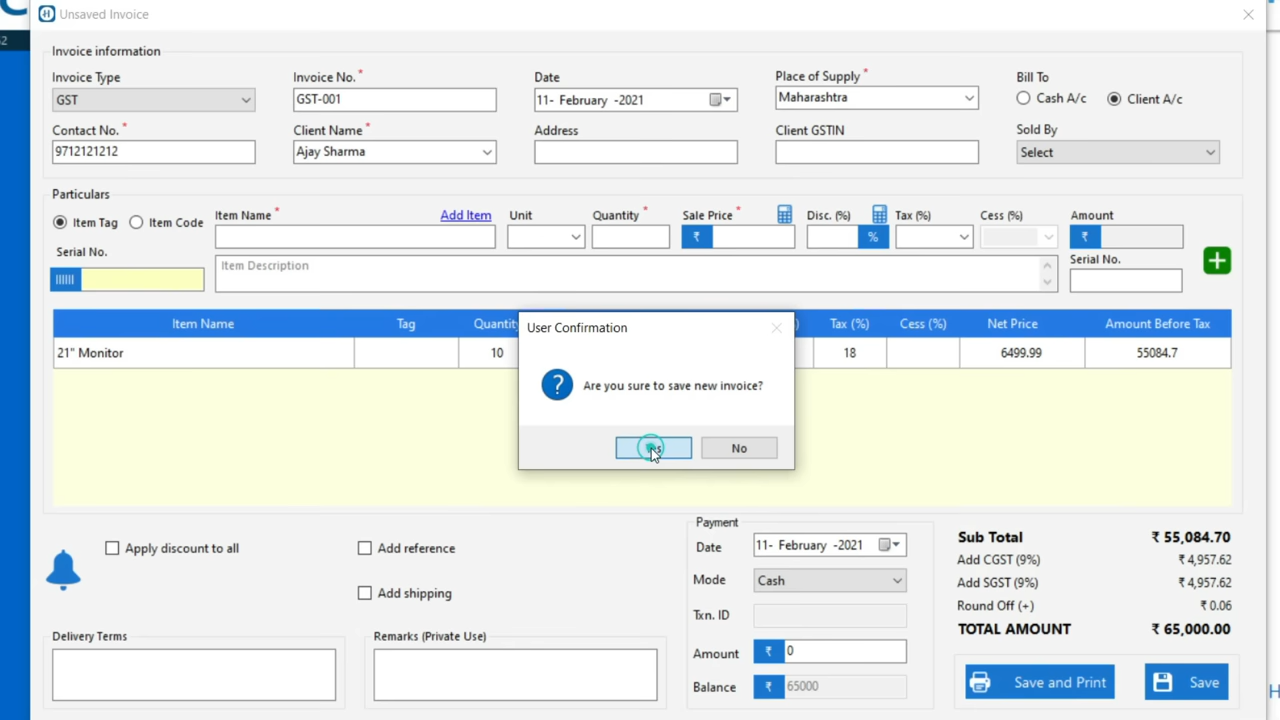 Unsaved Invoice
Invoice information
Invoice Type
Invoice No. *
Date
Place of Supply *
Bill To
GST
GST-001
11- February -2021
Maharashtra
Cash A/c
Client A/c
Contact No. *
Client Name *
Address
Client GSTIN
Sold By
9712121212
Ajay Sharma
Select
Particulars
Item Tag
Item Code
Item Name *
Add Item
Unit
Quantity *
Sale Price *
Disc. (%)
Tax (%)
Cess (%)
Amount
₹
%
₹
Serial No.
Item Description
Serial No.
Item Name
Tag
Tax (%)
Cess (%)
Net Price
Amount Before Tax
21" Monitor
10
18
6499.99
55084.7
User Confirmation
? Are you sure to save new invoice?
No
Apply discount to all
Add reference
Add shipping
Delivery Terms
Remarks (Private Use)
Payment
Date
11- February -2021
Mode
Cash
Txn. ID
Amount
₹ 0
Balance
₹ 65000
Sub Total ₹ 55,084.70
Add CGST (9%) ₹ 4,957.62
Add SGST (9%) ₹ 4,957.62
Round Off (+) ₹ 0.06
TOTAL AMOUNT ₹ 65,000.00
Save and Print
Save